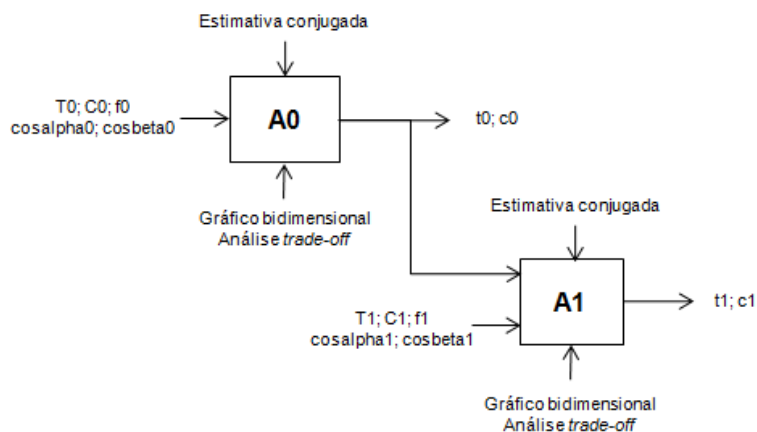 Estimativa conjugada
T0; C0; f0
cosalpha0; cosbeta0
A0
t0; c0
Gráfico bidimensional
Análise trade-off
Estimativa conjugada
T1; C1; f1
cosalpha1; cosbeta1
A1
t1; c1
Gráfico bidimensional
Análise trade-off